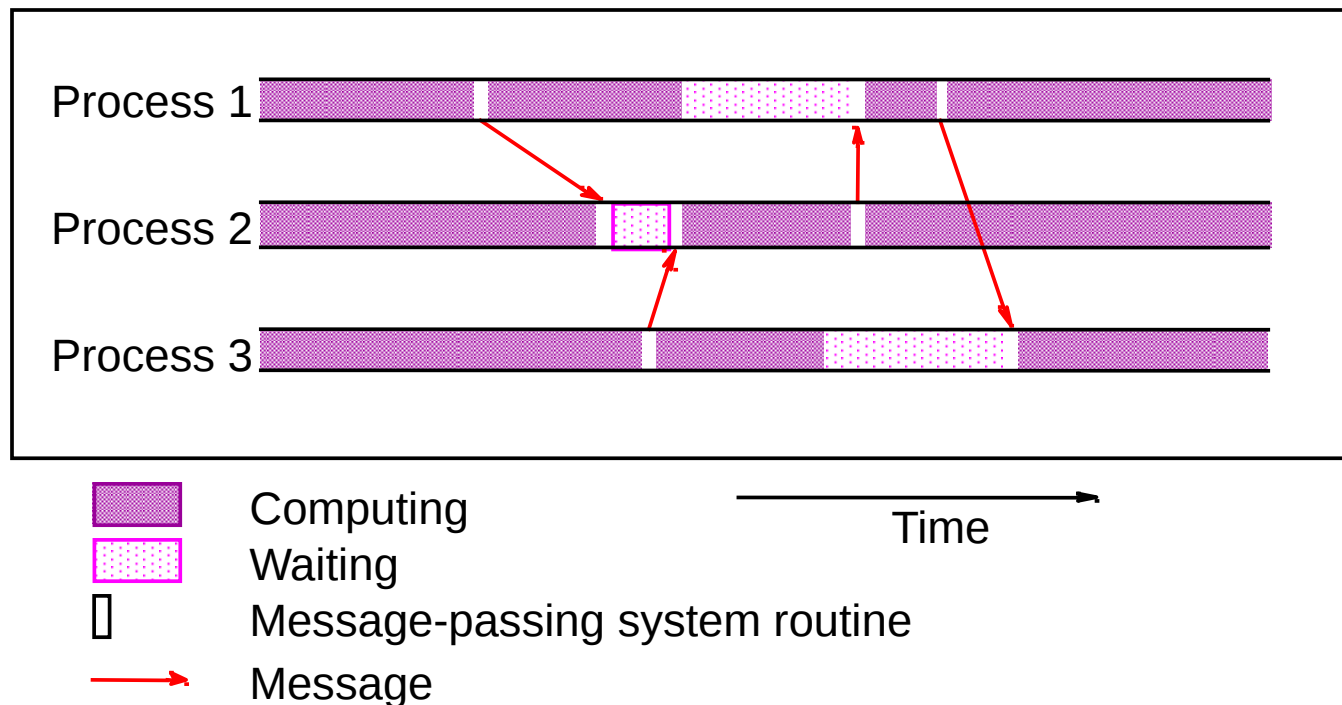 Process 1
Process 2
Process 3
Computing
Time
Waiting
Message-passing system routine
Message